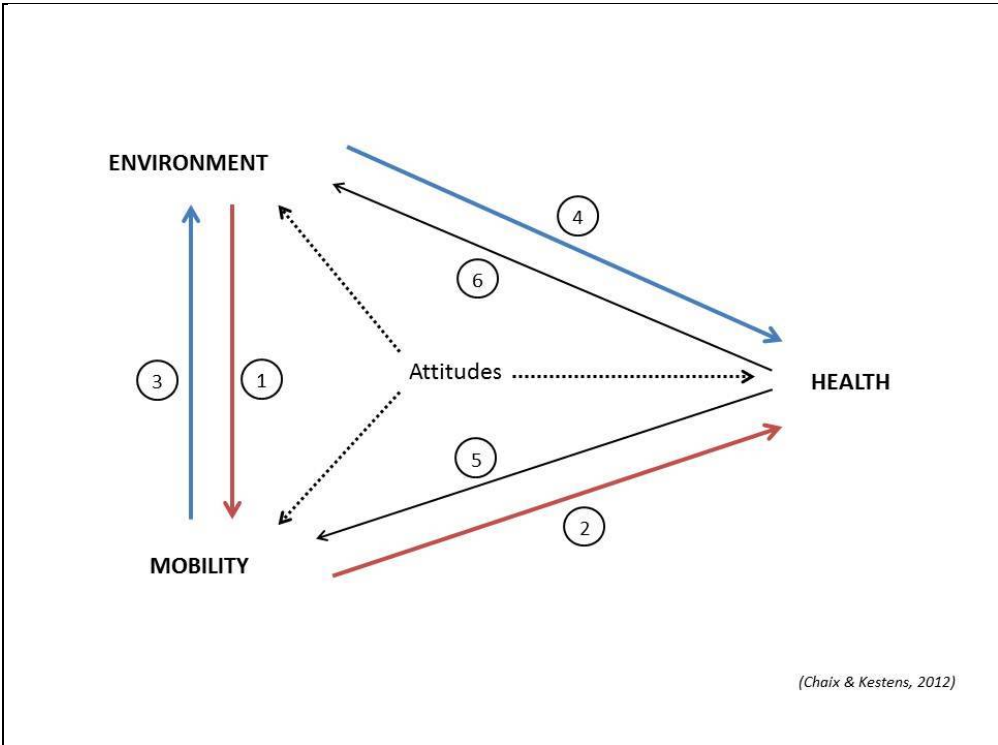 ENVIRONMENT
4
6
3
1
Attitudes
HEALTH
5
2
MOBILITY
(Chaix & Kestens, 2012)